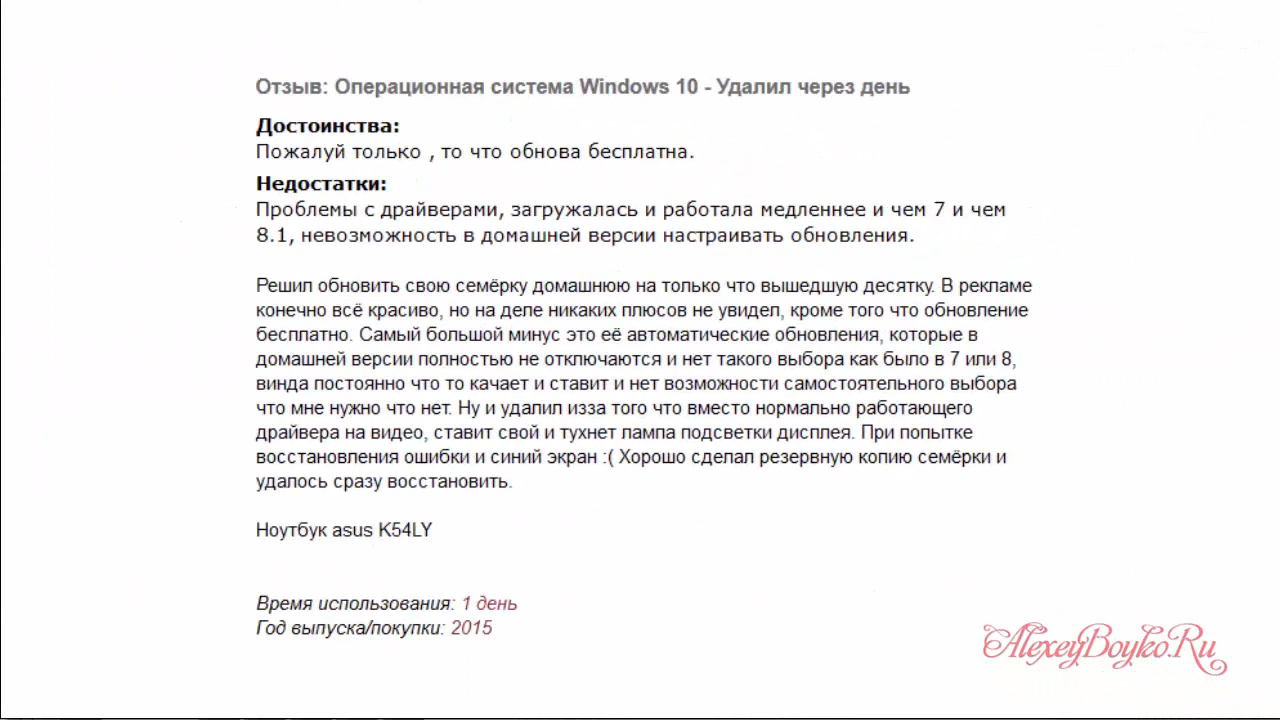 Отзыв: Операционная система Windows 10 - Удалил через день
Достоинства:
Пожалуй только , то что обнова бесплатна.
Недостатки:
Проблемы с драйверами, загружалась и работала медленнее и чем 7 и чем
8.1, невозможность в домашней версии настраивать обновления.
Решил обновить свою семёрку домашнюю на только что вышедшую десятку. В рекламе
конечно всё красиво, но на деле никаких плюсов не увидел, кроме того что обновление
бесплатно. Самый большой минус это её автоматические обновления, которые в
домашней версии полностью не отключаются и нет такого выбора как было в 7 или 8,
винда постоянно что то качает и ставит и нет возможности самостоятельного выбора
что мне нужно что нет. Ну и удалил изза того что вместо нормально работающего
драйвера на видео, ставит свой и тухнет лампа подсветки дисплея. При попытке
восстановления ошибки и синий экран :( Хорошо сделал резервную копию семёрки и
удалось сразу восстановить.
Ноутбук asus K54LY
Время использования: 1 день
Год выпуска/покупки: 2015
AlexeyBoyko.Ru